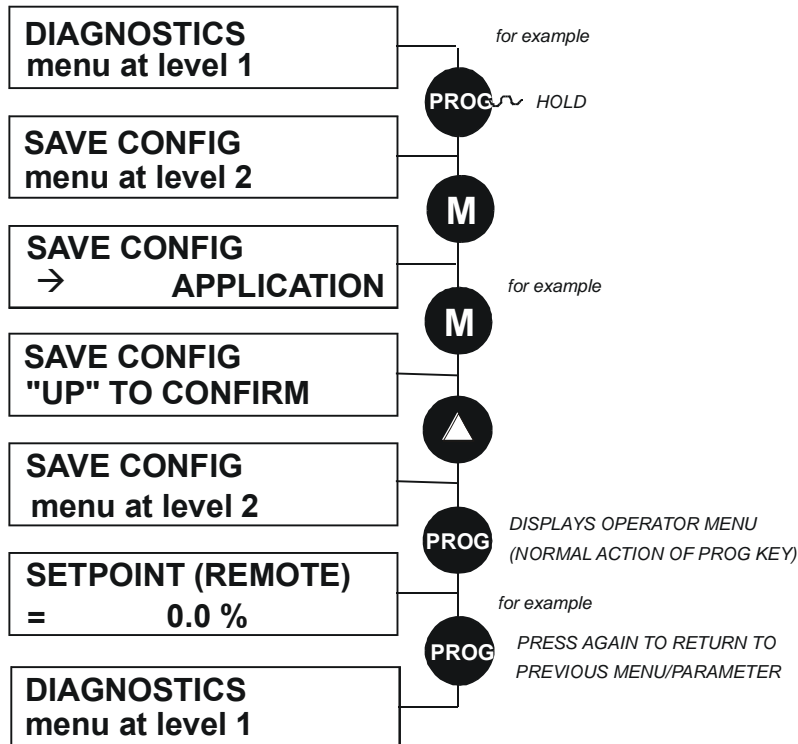 DIAGNOSTICS
menu at level 1
for example
PROG
HOLD
SAVE CONFIG
menu at level 2
M
SAVE CONFIG
→ APPLICATION
for example
M
SAVE CONFIG
"UP" TO CONFIRM
SAVE CONFIG
menu at level 2
PROG
DISPLAYS OPERATOR MENU
(NORMAL ACTION OF PROG KEY)
SETPOINT (REMOTE)
= 0.0 %
for example
PROG
PRESS AGAIN TO RETURN TO
PREVIOUS MENU/PARAMETER
DIAGNOSTICS
menu at level 1